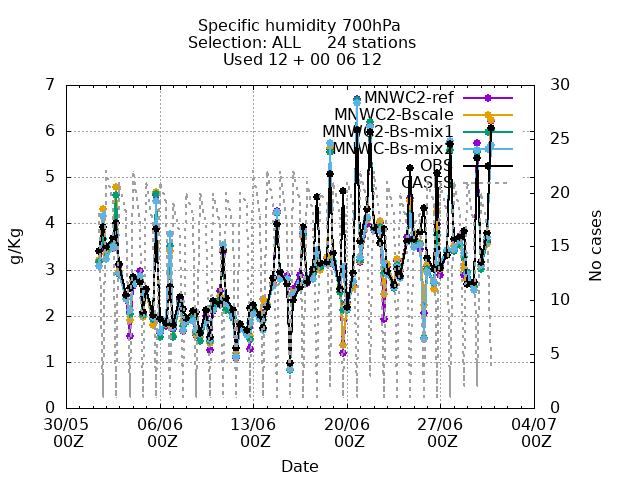 Specific humidity 700hPa
Selection: ALL 24 stations
Used 12 + 00 06 12
g/Kg
No cases
7
6
5
4
3
2
1
0
30
25
20
15
10
5
0
MNWC2-ref
MNWC2-Bscale
MNWC2-Bs-mix1
MNWC-Bs-mix2
OBS
CASES
30/05 06/06 13/06 20/06 27/06 04/07
00Z 00Z 00Z 00Z 00Z 00Z
Date